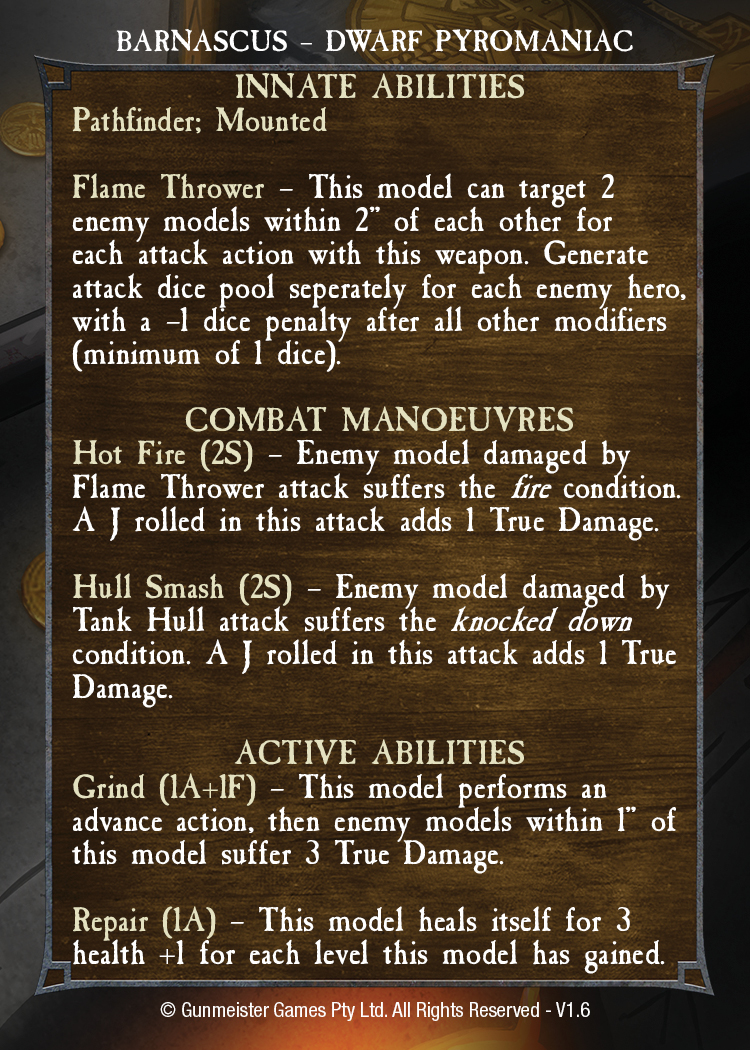 BARNASCUS – DWARF PYROMANIAC
INNATE ABILITIES
Pathfinder; Mounted
Flame Thrower – This model can target 2
enemy models within 2” of each other for
each attack action with this weapon. Generate
attack dice pool seperately for each enemy hero,
with a –1 dice penalty after all other modifiers
(minimum of 1 dice).
COMBAT MANOEUVRES
Hot Fire (2S) – Enemy model damaged by
Flame Thrower attack suffers the fire condition.
A J rolled in this attack adds 1 True Damage.
Hull Smash (2S) – Enemy model damaged by
Tank Hull attack suffers the knocked down
condition. A J rolled in this attack adds 1 True
Damage.
ACTIVE ABILITIES
Grind (1A+1F) – This model performs an
advance action, then enemy models within 1” of
this model suffer 3 True Damage.
Repair (1A) – This model heals itself for 3
health +1 for each level this model has gained.
© Gunmeister Games Pty Ltd. All Rights Reserved - V1.6